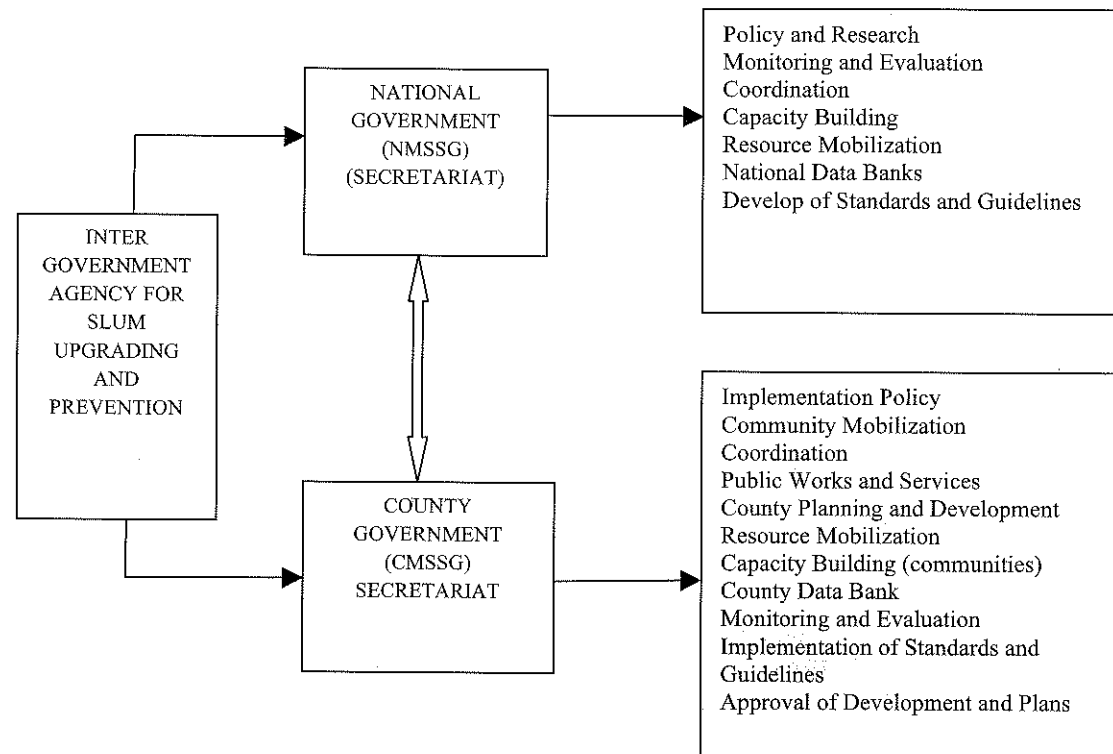 INTER
GOVERNMENT
AGENCY FOR
SLUM
UPGRADING
AND
PREVENTION
NATIONAL
GOVERNMENT
(NMSSG)
(SECRETARIAT)
Policy and Research
Monitoring and Evaluation
Coordination
Capacity Building
Resource Mobilization
National Data Banks
Develop of Standards and Guidelines
COUNTY
GOVERNMENT
(CMSSG)
SECRETARIAT
Implementation Policy
Community Mobilization
Coordination
Public Works and Services
County Planning and Development
Resource Mobilization
Capacity Building (communities)
County Data Bank
Monitoring and Evaluation
Implementation of Standards and
Guidelines
Approval of Development and Plans